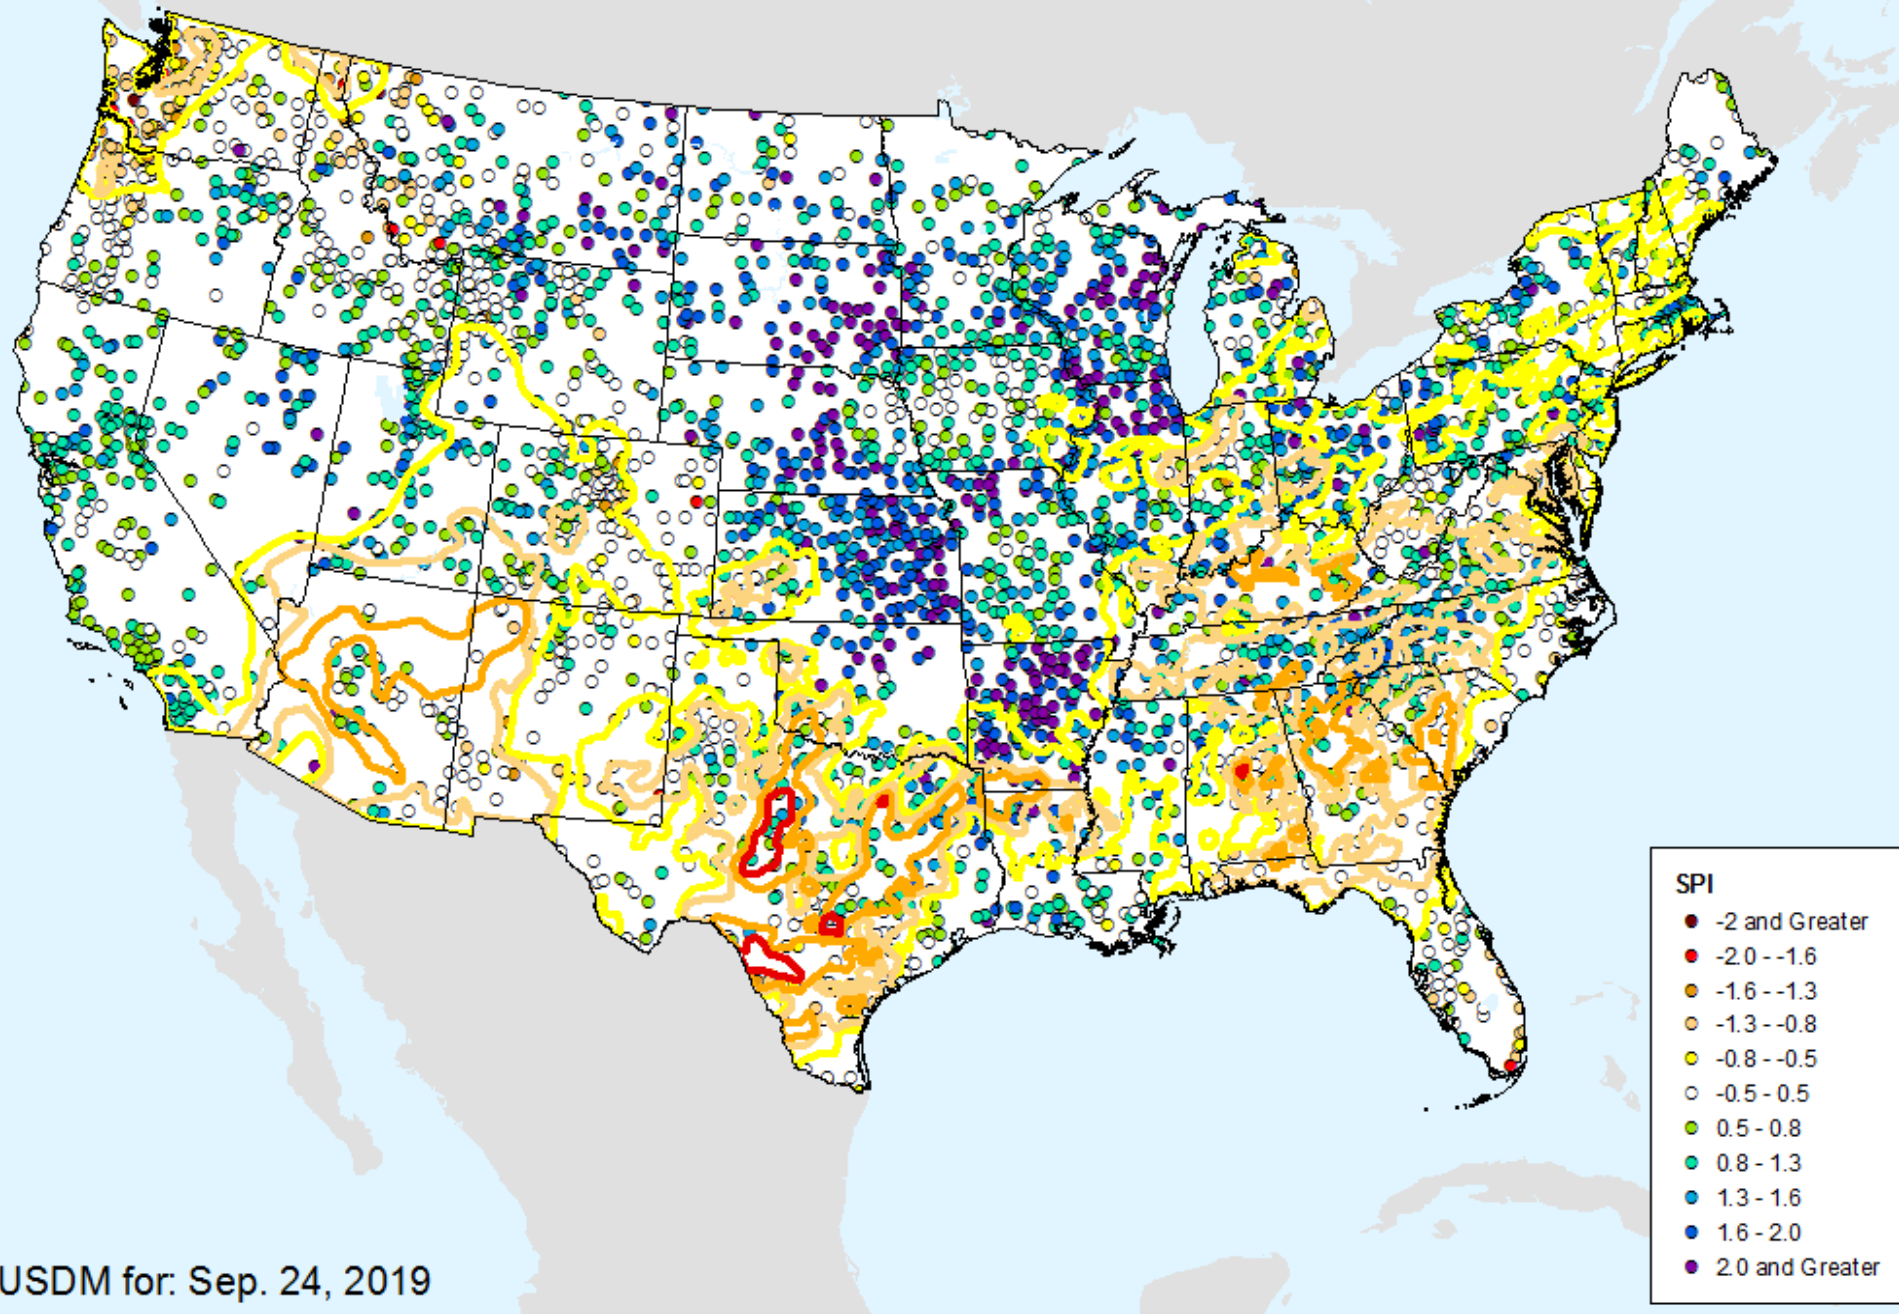 SPI
-2 and Greater
-2.0 - -1.6
-1.6 - -1.3
-1.3 - -0.8
-0.8 - -0.5
-0.5 - 0.5
0.5 - 0.8
0.8 - 1.3
1.3 - 1.6
1.6 - 2.0
2.0 and Greater
USDM for: Sep. 24, 2019